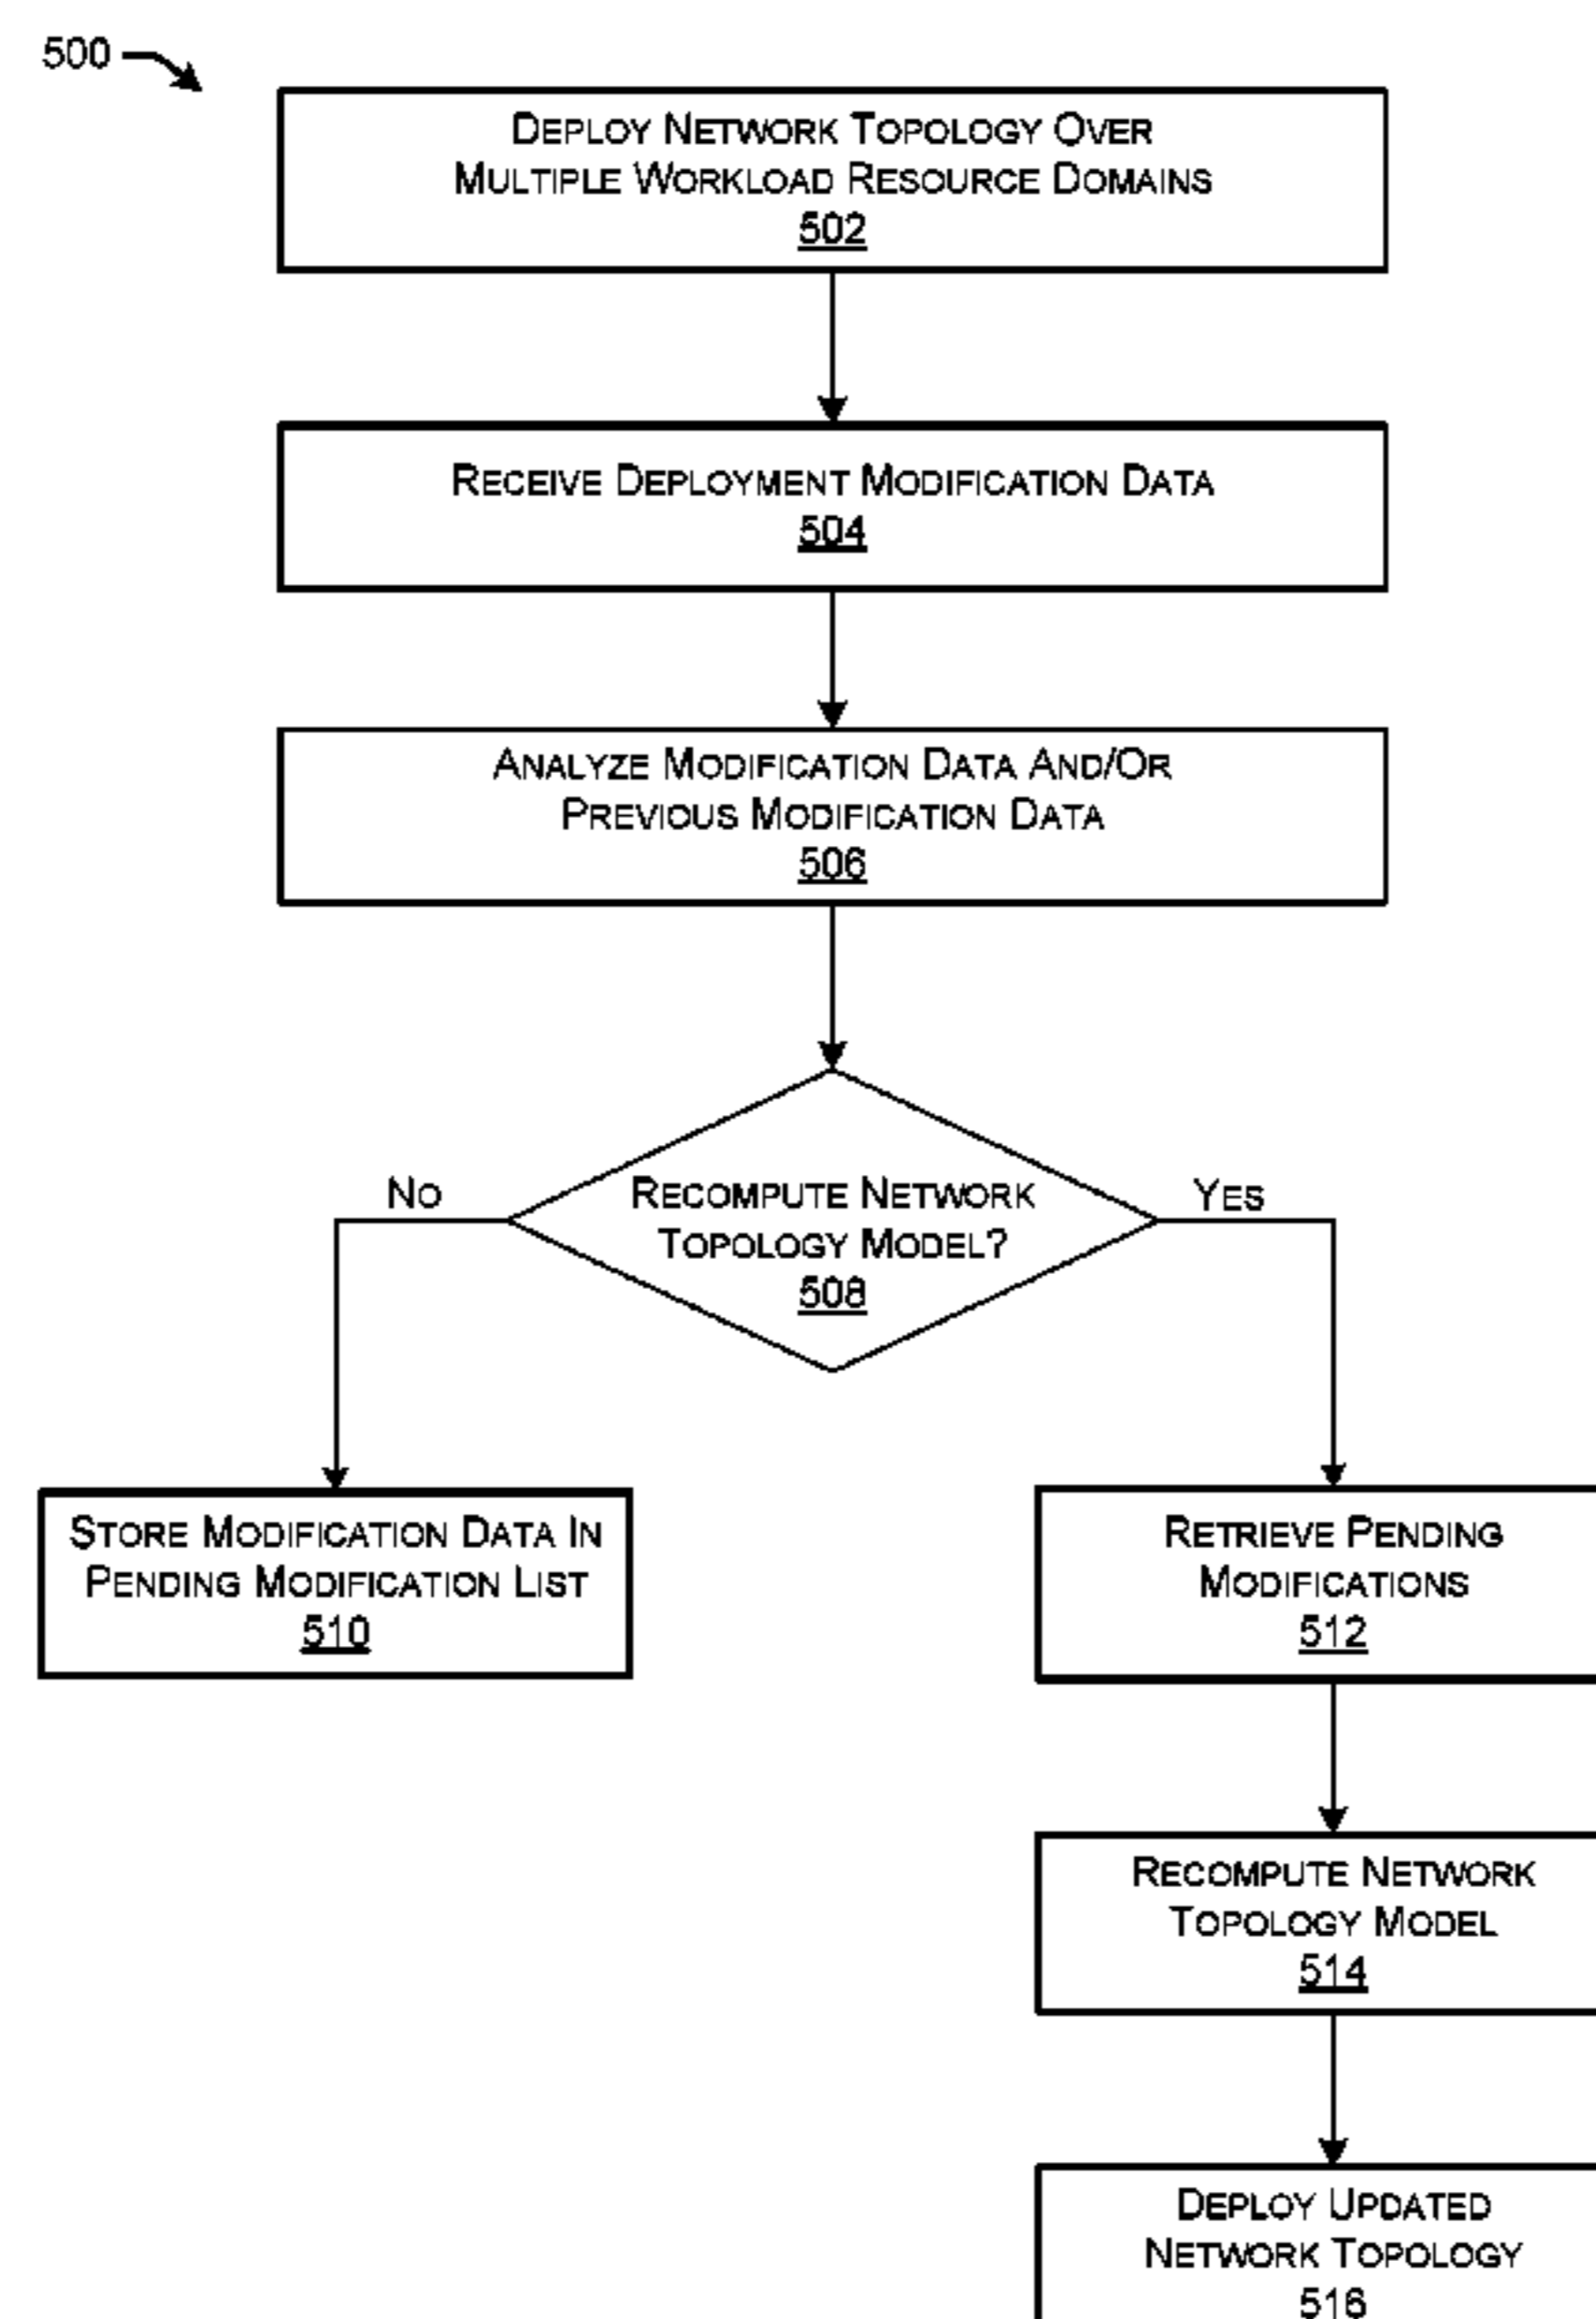 500
DEPLOY NETWORK TOPOLOGY OVER
MULTIPLE WORKLOAD RESOURCE DOMAINS
502
RECEIVE DEPLOYMENT MODIFICATION DATA
504
ANALYZE MODIFICATION DATA AND/OR
PREVIOUS MODIFICATION DATA
506
NO
RECOMPUTE NETWORK
TOPOLOGY MODEL?
508
YES
STORE MODIFICATION DATA IN
PENDING MODIFICATION LIST
510
RETRIEVE PENDING
MODIFICATIONS
512
RECOMPUTE NETWORK
TOPOLOGY MODEL
514
DEPLOY UPDATED
NETWORK TOPOLOGY
516